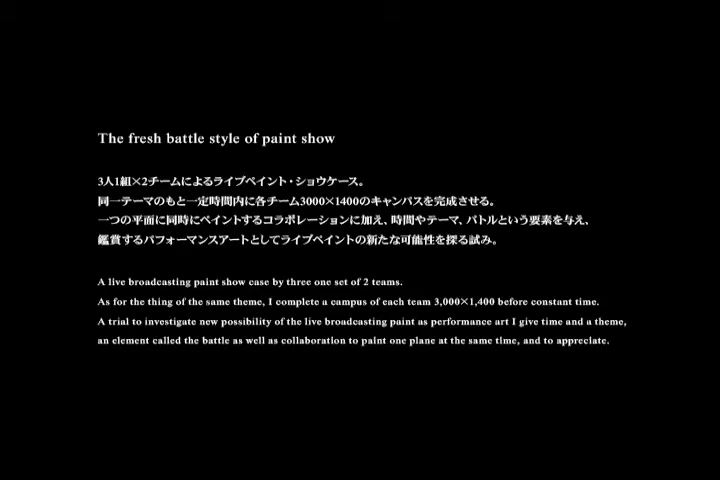 The fresh battle style of paint show
3人1組×2チームによるライブペイント・ショウケース。
同一テーマのもと一定時間内に各チーム3000×1400のキャンバスを完成させる。
一つの平面に同時にペイントするコラボレーションに加え、時間やテーマ、バトルという要素を与え、
鑑賞するパフォーマンスアートとしてライブペイントの新たな可能性を探る試み。
A live broadcasting paint show case by three one set of 2 teams.
As for the thing of the same theme, I complete a campus of each team 3,000×1,400 before constant time.
A trial to investigate new possibility of the live broadcasting paint as performance art I give time and a theme,
an element called the battle as well as collaboration to paint one plane at the same time, and to appreciate.